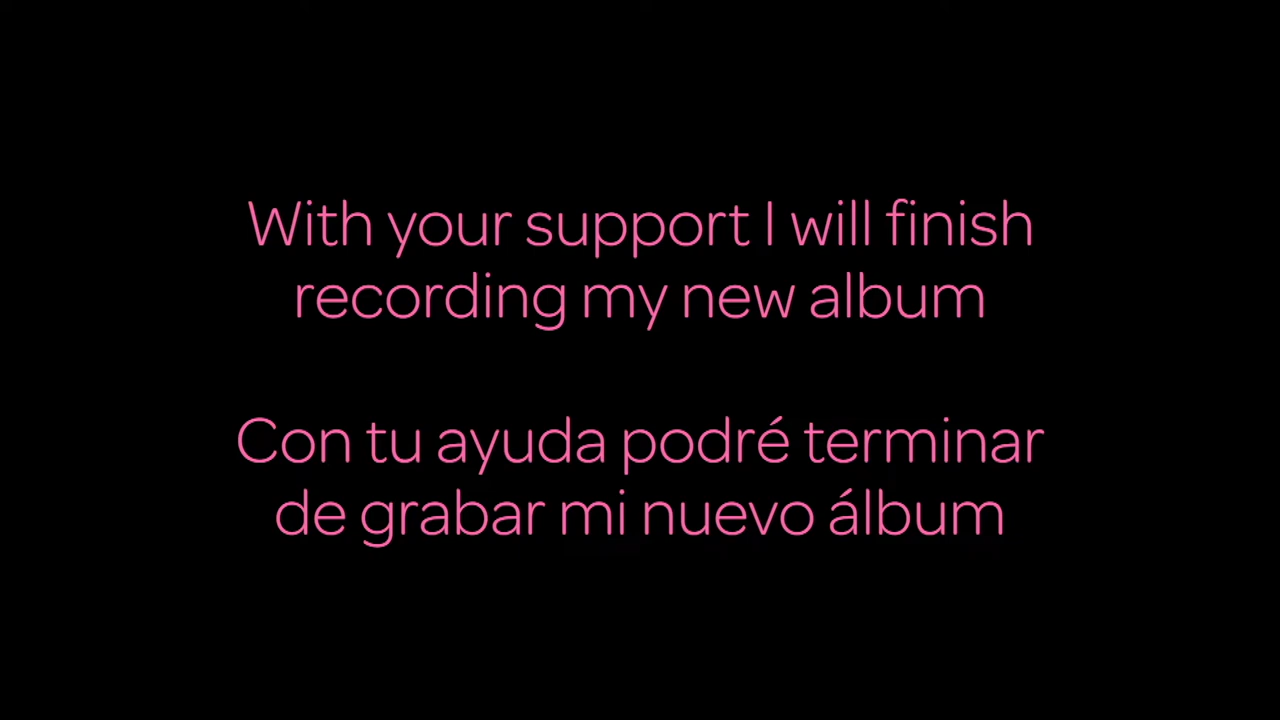 With your support I will finish
recording my new album
Con tu ayuda podré terminar
de grabar mi nuevo álbum